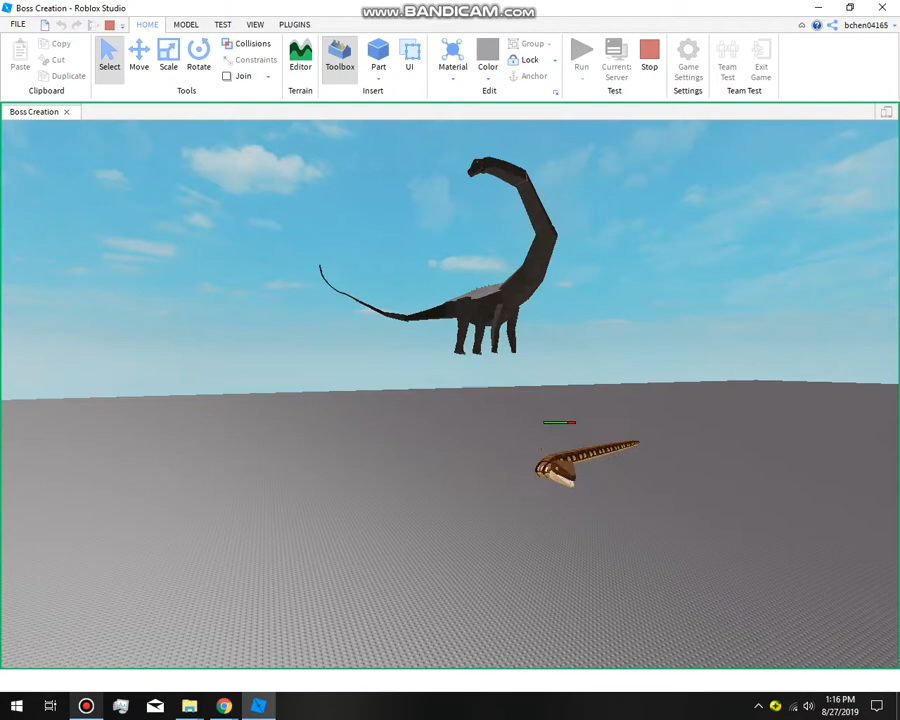 Boss Creation - Roblox Studio
www.BANDICAM.com
FILE HOME MODEL TEST VIEW PLUGINS bchen04165
Paste Copy Cut Duplicate
Clipboard
Select Move Scale Rotate Collisions Constraints Join
Tools
Editor
Terrain
Toolbox Part UI
Insert
Material Color Group Lock Anchor
Edit
Run Current: Server Stop
Test
Game Settings
Settings
Team Test Exit Game
Team Test
Boss Creation
1:16 PM
8/27/2019